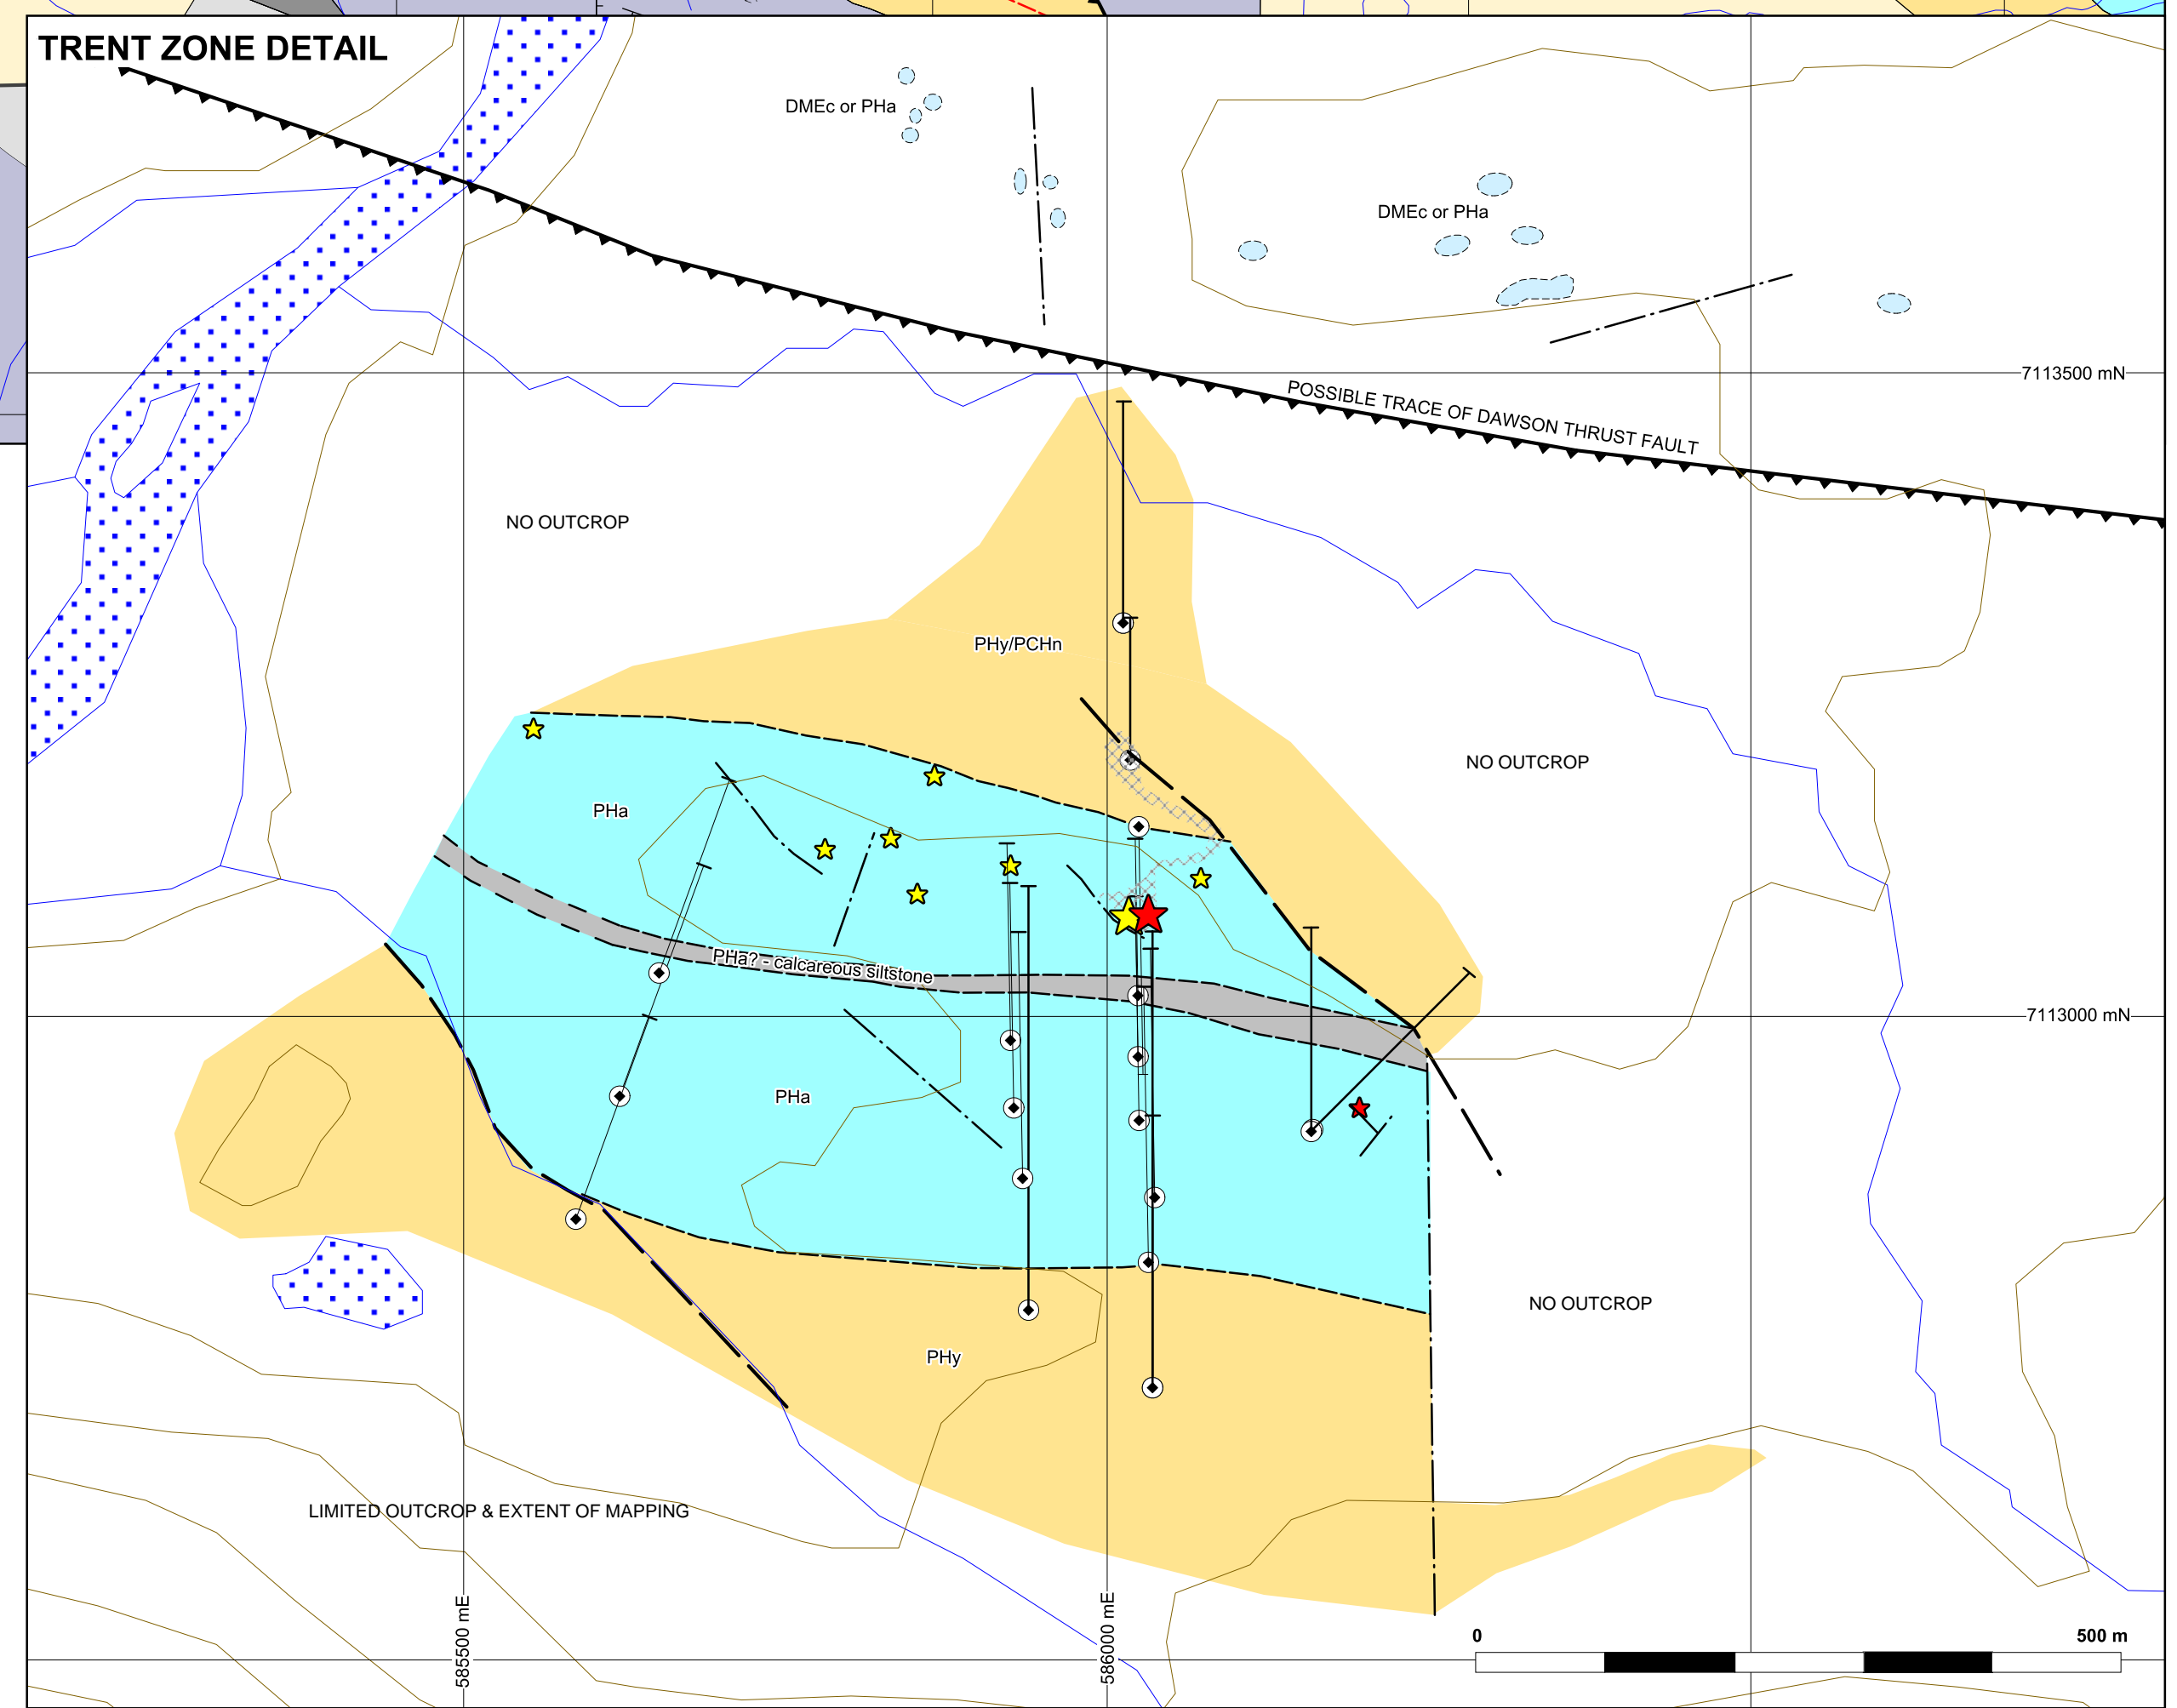 TRENT ZONE DETAIL
DMEc or PHa
DMEc or PHa
7113500 mN
POSSIBLE TRACE OF DAWSON THRUST FAULT
NO OUTCROP
PHy/PCHn
NO OUTCROP
PHa
PHa? - calcareous siltstone
7113000 mN
PHa
NO OUTCROP
PHy
LIMITED OUTCROP & EXTENT OF MAPPING
585500 mE
586000 mE
0 500 m